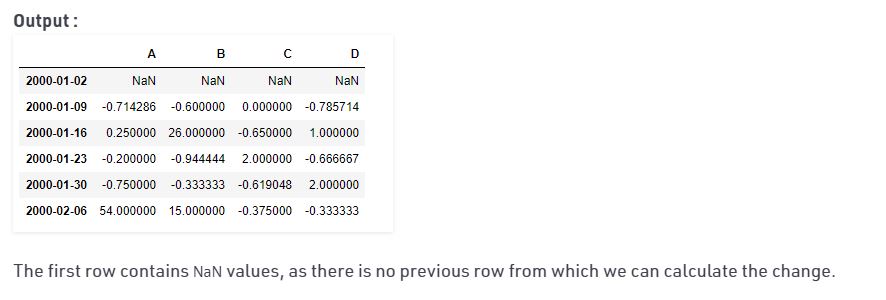 Output :
A B C D
2000-01-02 NaN NaN NaN NaN
2000-01-09 -0.714286 -0.600000 0.000000 -0.785714
2000-01-16 0.250000 26.000000 -0.650000 1.000000
2000-01-23 -0.200000 -0.944444 2.000000 -0.666667
2000-01-30 -0.750000 -0.333333 -0.619048 2.000000
2000-02-06 54.000000 15.000000 -0.375000 -0.333333
The first row contains NaN values, as there is no previous row from which we can calculate the change.